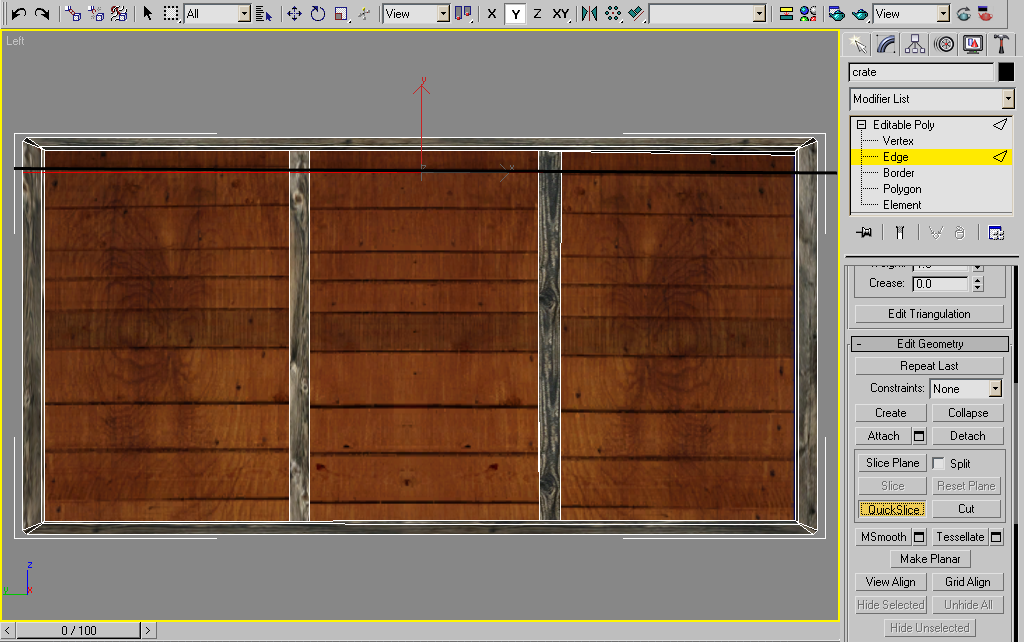 All
View
X Y Z XY
View
Left
crate
Modifier List
Editable Poly
Vertex
Edge
Border
Polygon
Element
Crease: 0.0
Edit Triangulation
- Edit Geometry
Repeat Last
Constraints: None
Create Collapse
Attach Detach
Slice Plane Split
Slice Reset Plane
QuickSlice Cut
MSmooth Tessellate
Make Planar
View Align Grid Align
Hide Selected Unhide All
Hide Unselected
y
z x
z
y x
< 0 / 100 >